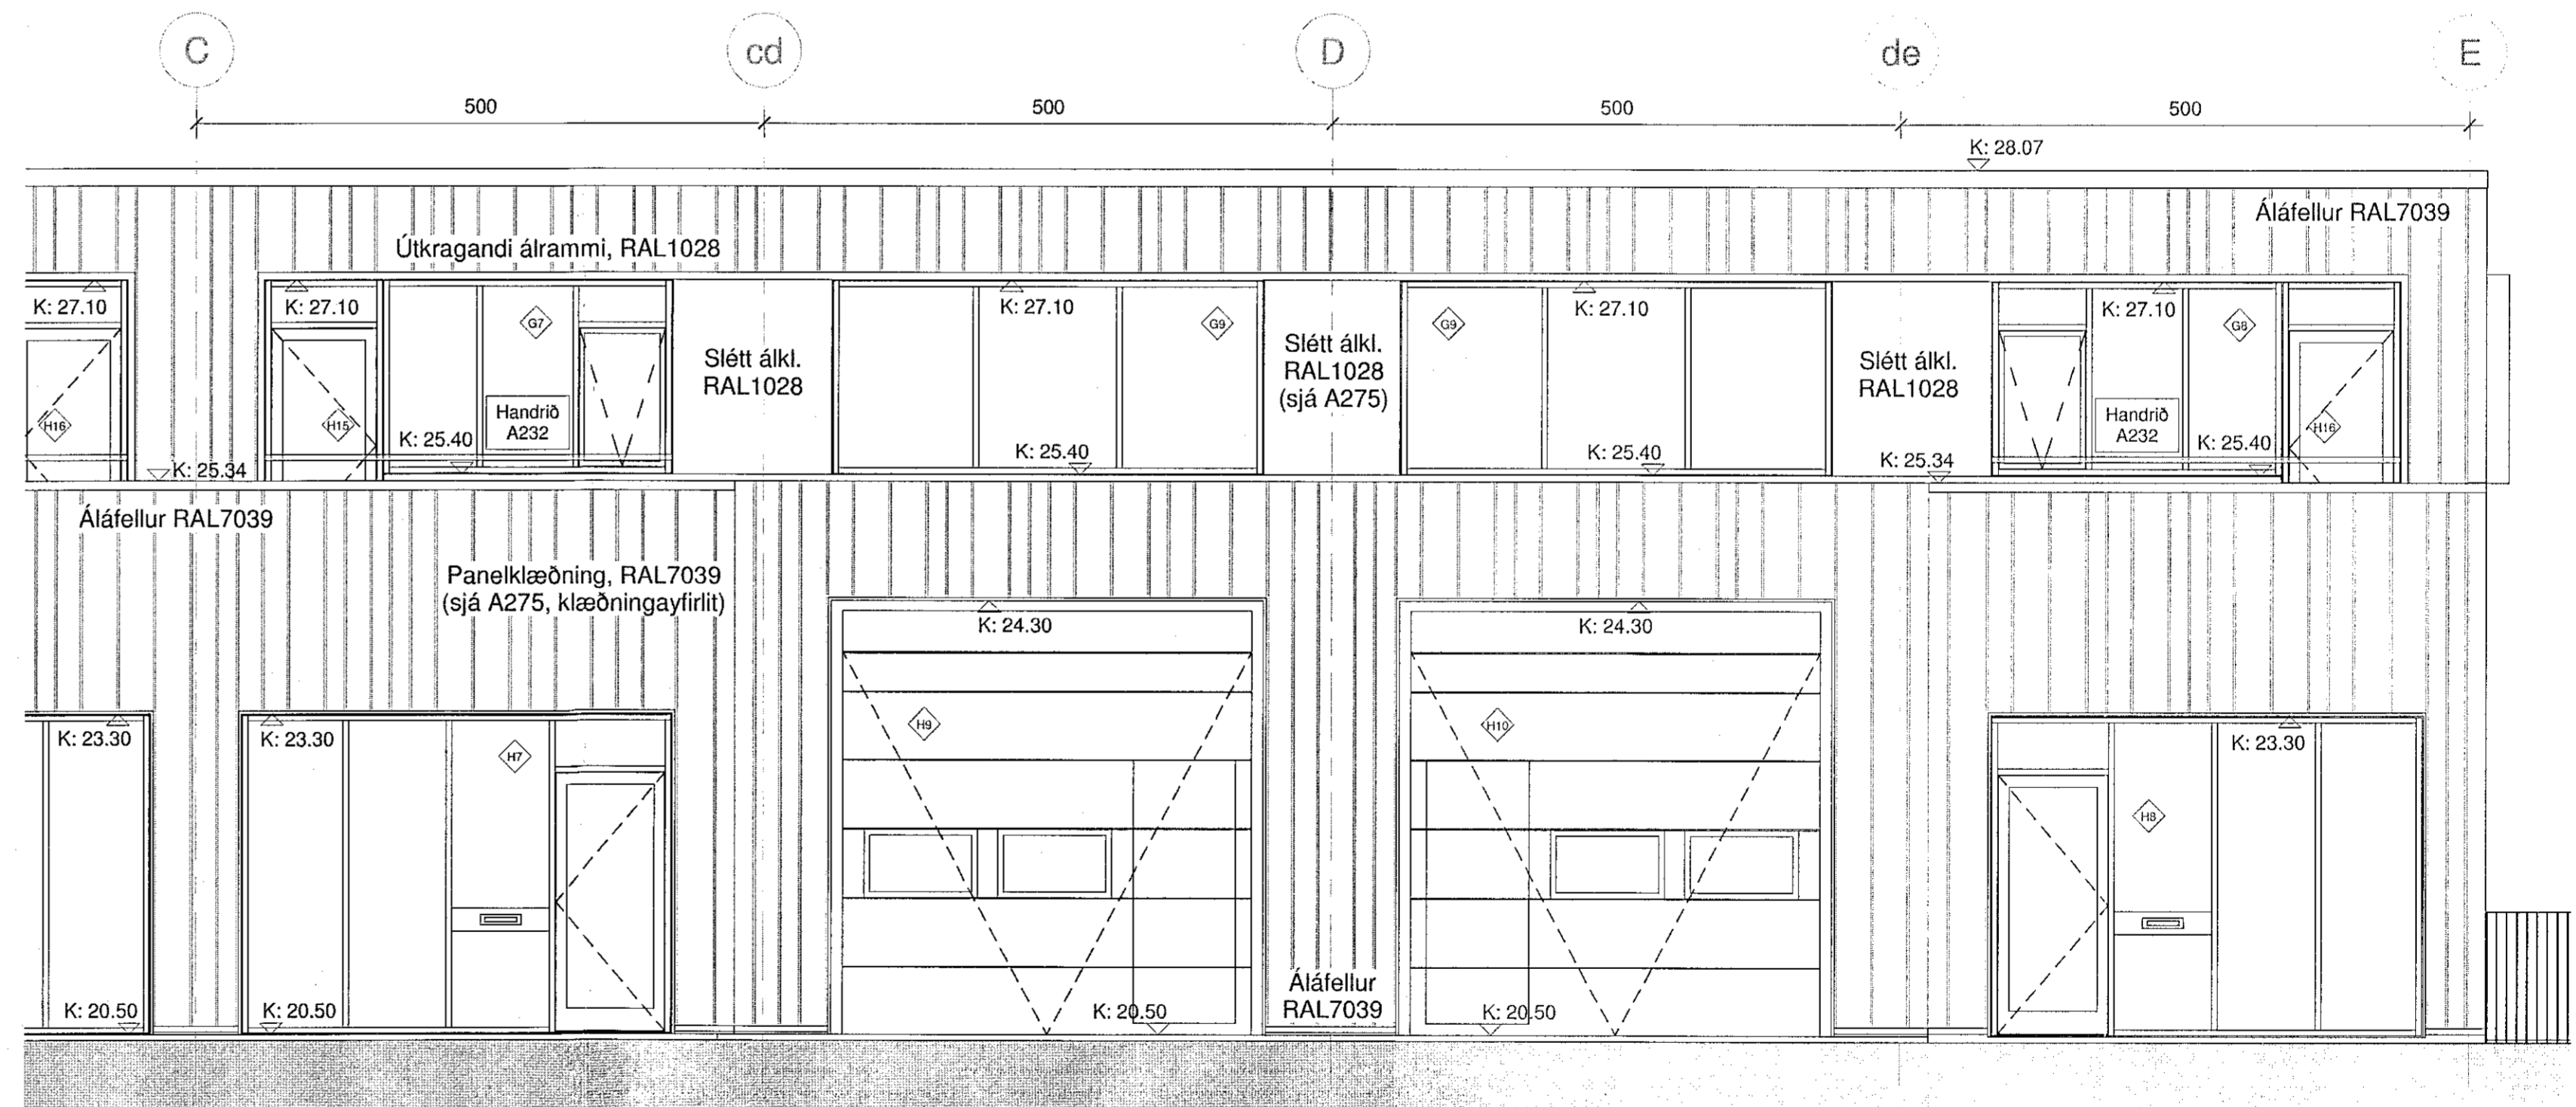 C
cd
D
de
E
500
500
500
500
K: 28.07
Áláfellur RAL7039
Útkragandi álrammi, RAL1028
K: 27.10
K: 27.10
G7
K: 27.10
G9
G9
K: 27.10
K: 27.10
G8
Slétt álkl.
RAL1028
Slétt álkl.
RAL1028
(sjá A275)
Slétt álkl.
RAL1028
H16
H15
K: 25.40
Handrið
A232
K: 25.40
K: 25.40
Handrið
A232
K: 25.40
H16
K: 25.34
K: 25.34
Áláfellur RAL7039
Panelklæðning, RAL7039
(sjá A275, klæðningayfirlit)
K: 24.30
K: 24.30
K: 23.30
K: 23.30
H7
H9
H10
K: 23.30
H8
K: 20.50
K: 20.50
K: 20.50
Áláfellur
RAL7039
K: 20.50